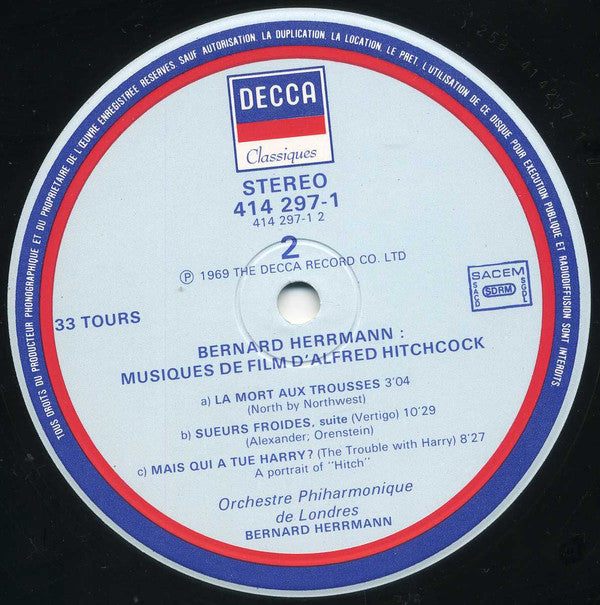 TOUS DROITS DU PRODUCTEUR PHONOGRAPHIQUE ET DU PROPRIETAIRE DE L'ŒUVRE ENREGISTREE RESERVES. SAUF AUTORISATION, LA DUPLICATION, LA LOCATION, LE PRET, L'UTILISATION DE CE DISQUE POUR EXECUTION PUBLIQUE ET RADIODIFFUSION SONT INTERDITS
DECCA
Classiques
STEREO
414 297-1
414 297-1 2
2
℗ 1969 THE DECCA RECORD CO. LTD
SACEM
SACD
SDRM
SGDL
33 TOURS
BERNARD HERRMANN :
MUSIQUES DE FILM D'ALFRED HITCHCOCK
a) LA MORT AUX TROUSSES 3'04
(North by Northwest)
b) SUEURS FROIDES, suite (Vertigo) 10'29
(Alexander, Orenstein)
c) MAIS QUI A TUE HARRY? (The Trouble with Harry) 8'27
A portrait of "Hitch"
Orchestre Philharmonique
de Londres
BERNARD HERRMANN